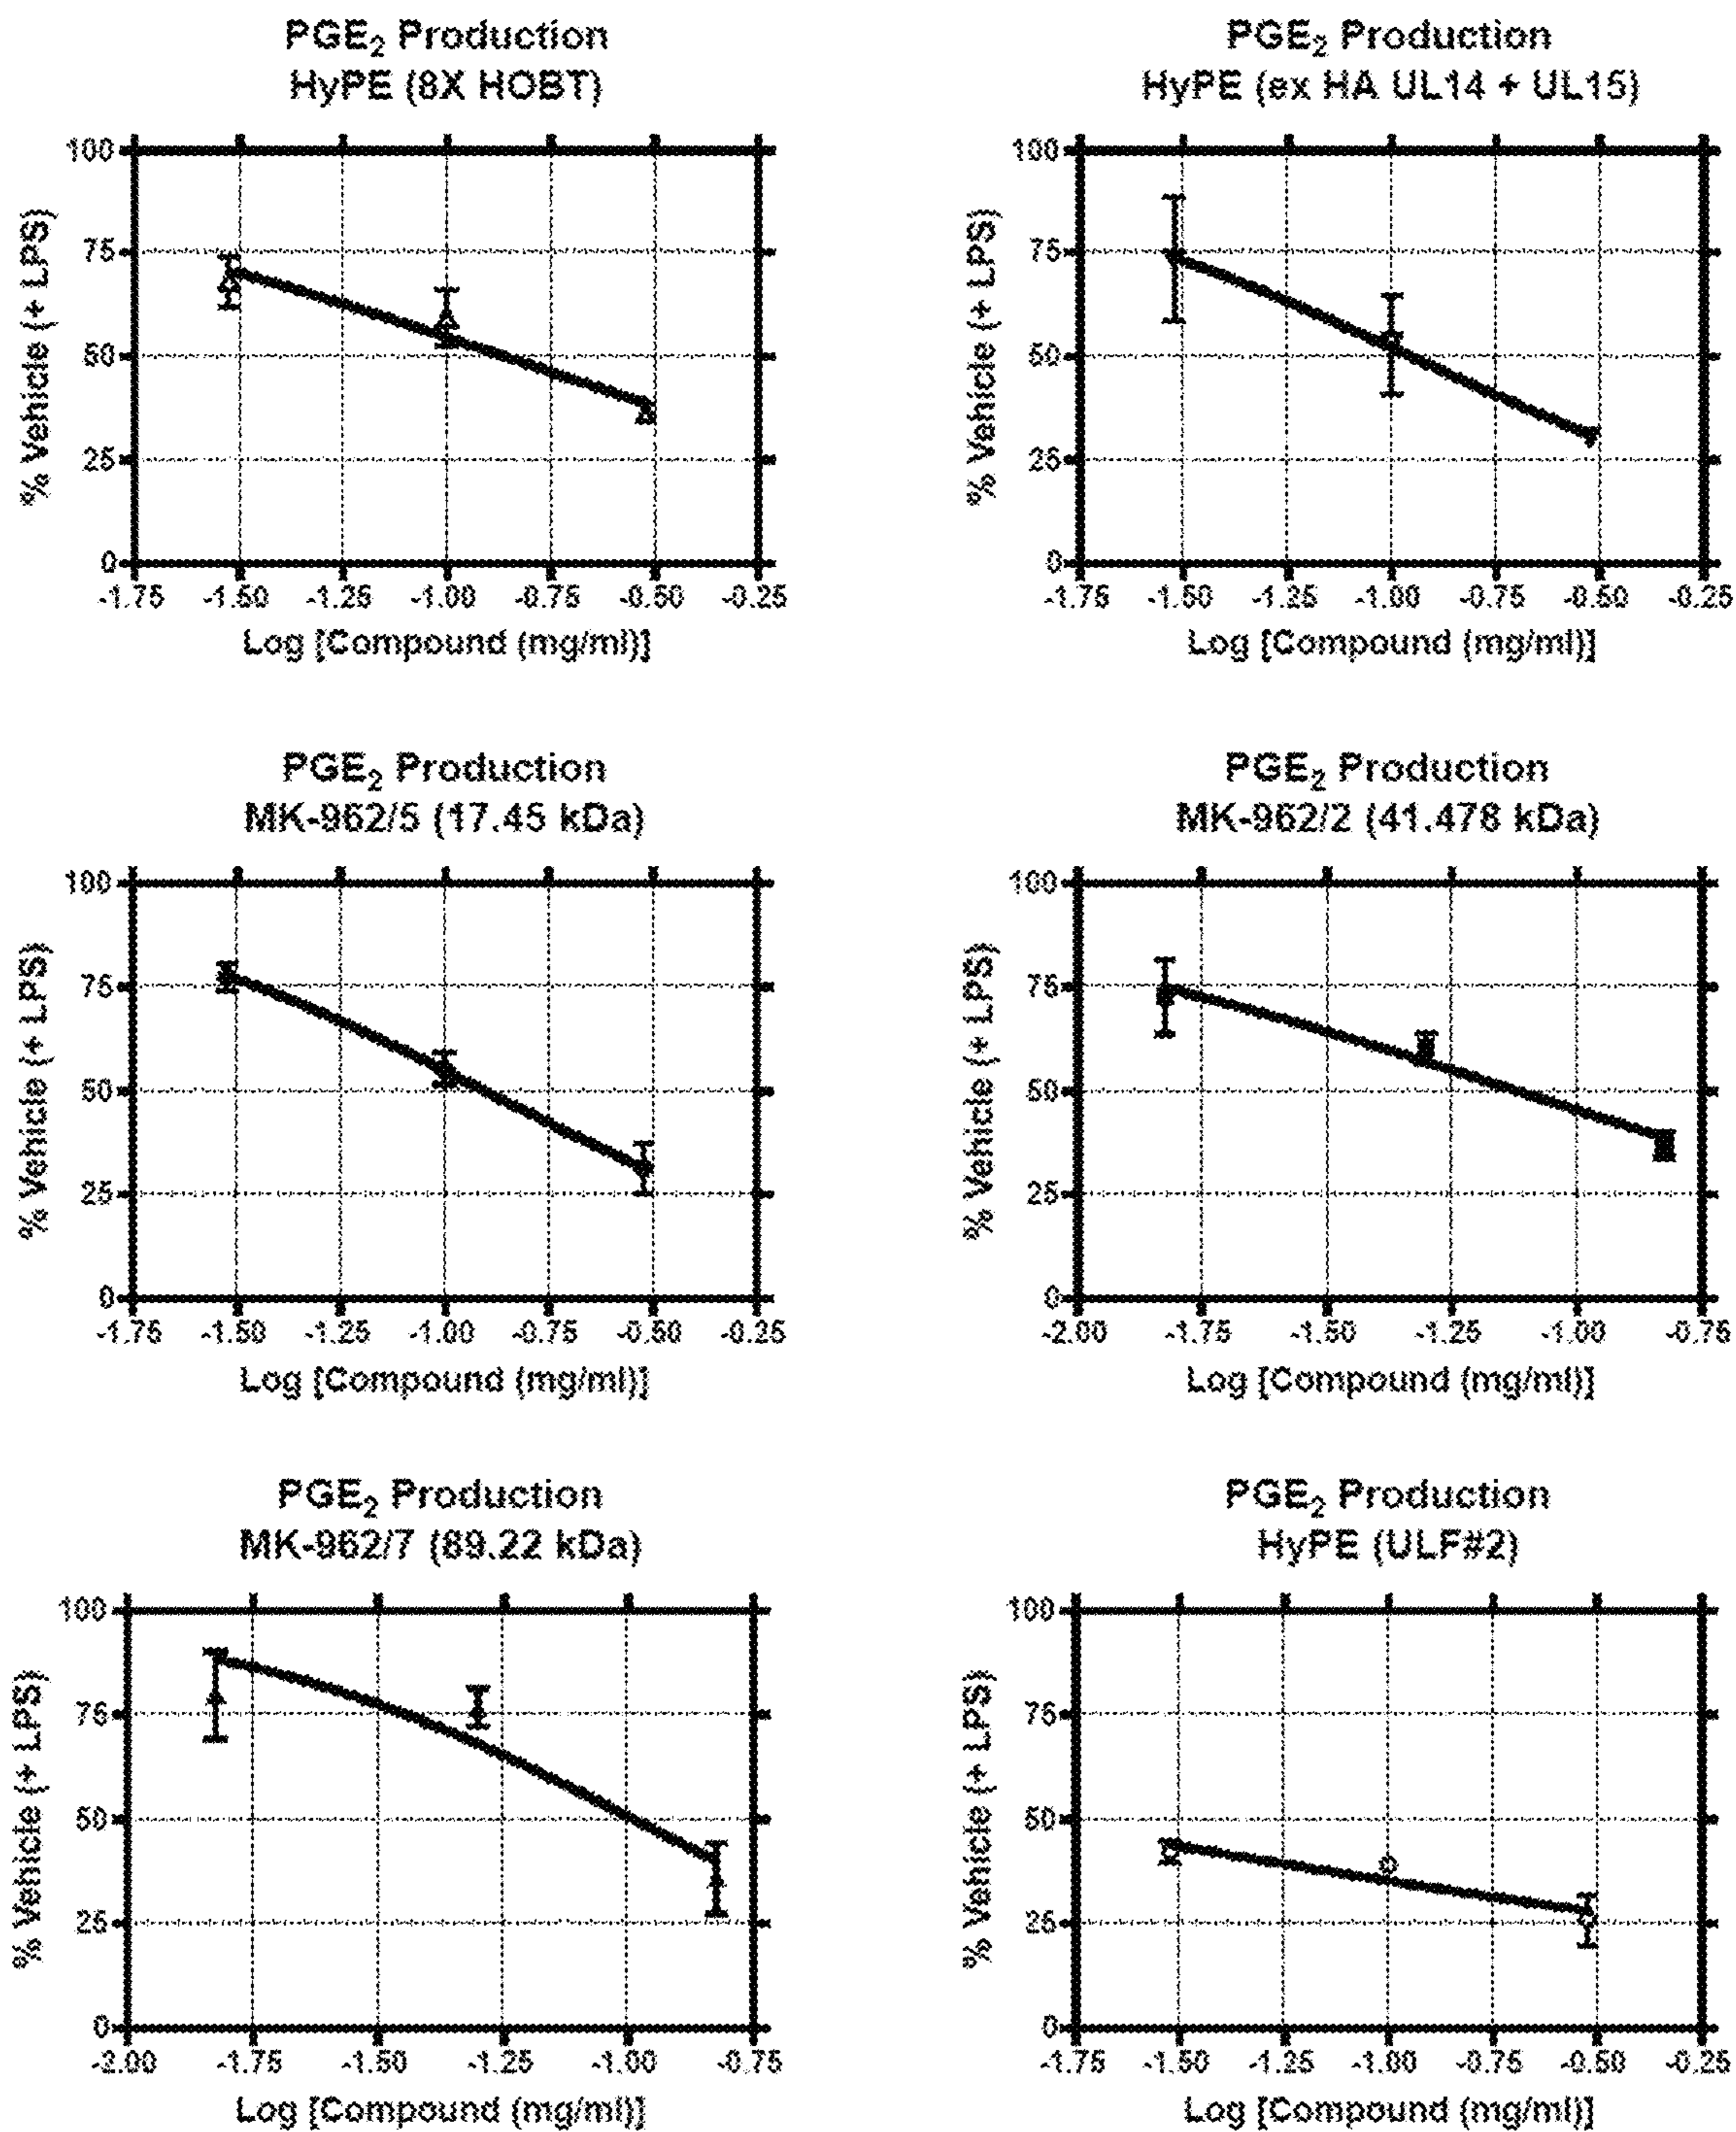 PGE₂ Production
HyPE (8X HOBT)
% Vehicle (+ LPS)
100
75
50
25
0
-1.75 -1.50 -1.25 -1.00 -0.75 -0.50 -0.25
Log [Compound (mg/ml)]
PGE₂ Production
HyPE (ex HA UL14 + UL15)
% Vehicle (+ LPS)
100
75
50
25
0
-1.75 -1.50 -1.25 -1.00 -0.75 -0.50 -0.25
Log [Compound (mg/ml)]
PGE₂ Production
MK-962/5 (17.45 kDa)
% Vehicle (+ LPS)
100
75
50
25
0
-1.75 -1.50 -1.25 -1.00 -0.75 -0.50 -0.25
Log [Compound (mg/ml)]
PGE₂ Production
MK-962/2 (41.478 kDa)
% Vehicle (+ LPS)
100
75
50
25
0
-2.00 -1.75 -1.50 -1.25 -1.00 -0.75
Log [Compound (mg/ml)]
PGE₂ Production
MK-962/7 (89.22 kDa)
% Vehicle (+ LPS)
100
75
50
25
0
-2.00 -1.75 -1.50 -1.25 -1.00 -0.75
Log [Compound (mg/ml)]
PGE₂ Production
HyPE (ULF#2)
% Vehicle (+ LPS)
100
75
50
25
0
-1.75 -1.50 -1.25 -1.00 -0.75 -0.50 -0.25
Log [Compound (mg/ml)]